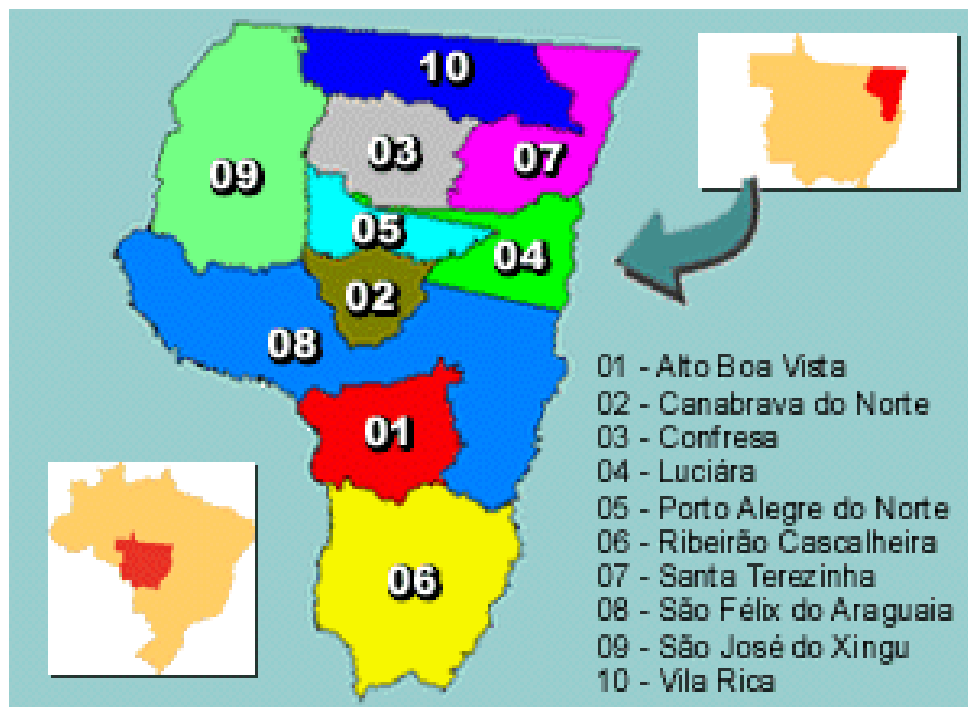 10
03
07
09
05
04
02
08
01
06
01 - Alto Boa Vista
02 - Canabrava do Norte
03 - Confresa
04 - Luciára
05 - Porto Alegre do Norte
06 - Ribeirão Cascalheira
07 - Santa Terezinha
08 - São Félix do Araguaia
09 - São José do Xingu
10 - Vila Rica